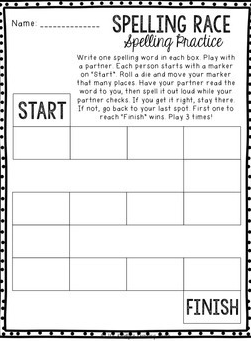 Name: ______________
SPELLING RACE
Spelling Practice
Write one spelling word in each box. Play with
a partner. Each person starts with a marker
on "Start". Roll a die and move your marker
that many places. Have your partner read the
word to you, then spell it out loud while your
partner checks. If you get it right, stay there.
If not, go back to your last spot. First one to
reach "Finish" wins. Play 3 times!
START
FINISH